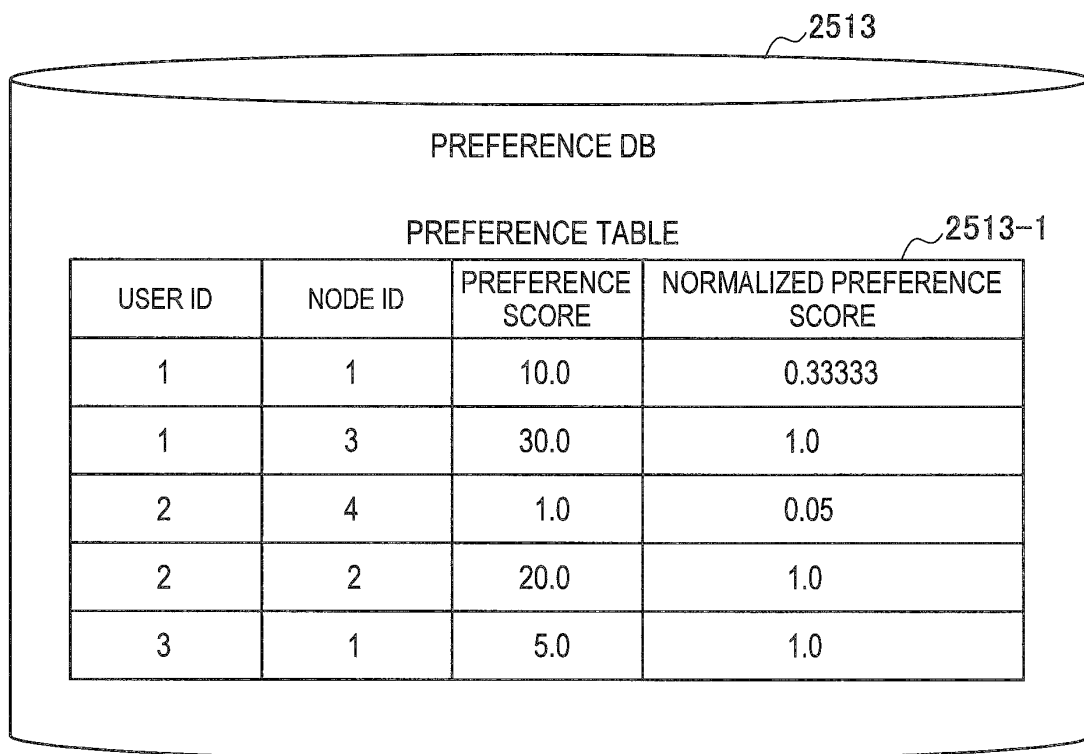 2513
PREFERENCE DB
PREFERENCE TABLE
2513-1
USER ID NODE ID PREFERENCE SCORE NORMALIZED PREFERENCE SCORE
1 1 10.0 0.33333
1 3 30.0 1.0
2 4 1.0 0.05
2 2 20.0 1.0
3 1 5.0 1.0